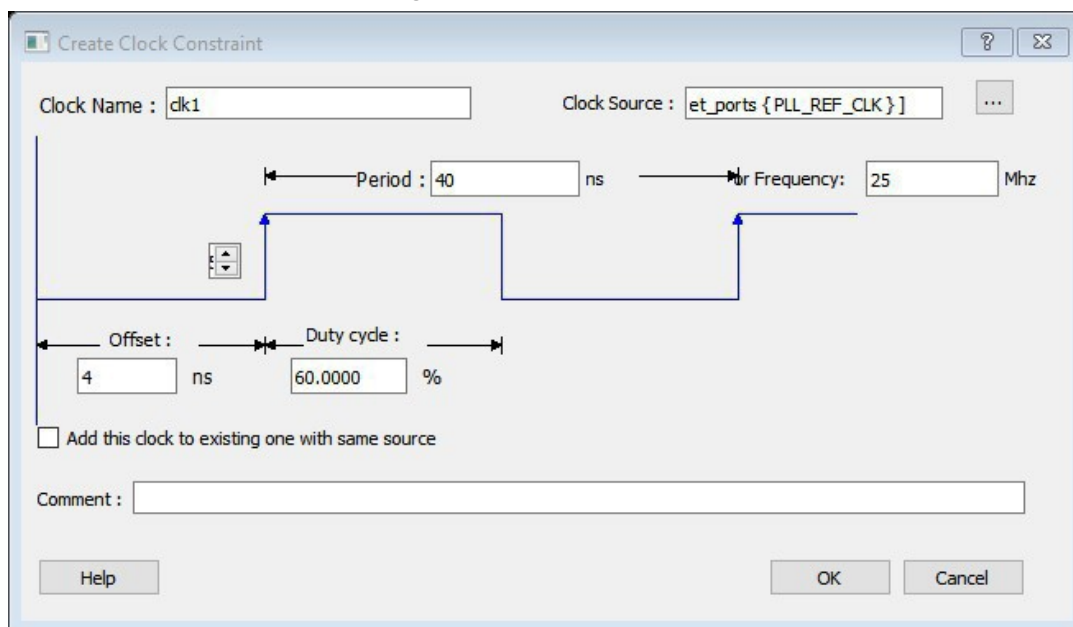 Create Clock Constraint
Clock Name : clk1 Clock Source : et_ports { PLL_REF_CLK } ] ...
Period : 40 ns or Frequency: 25 Mhz
Offset : Duty cycle :
4 ns 60.0000 %
Add this clock to existing one with same source
Comment :
Help OK Cancel